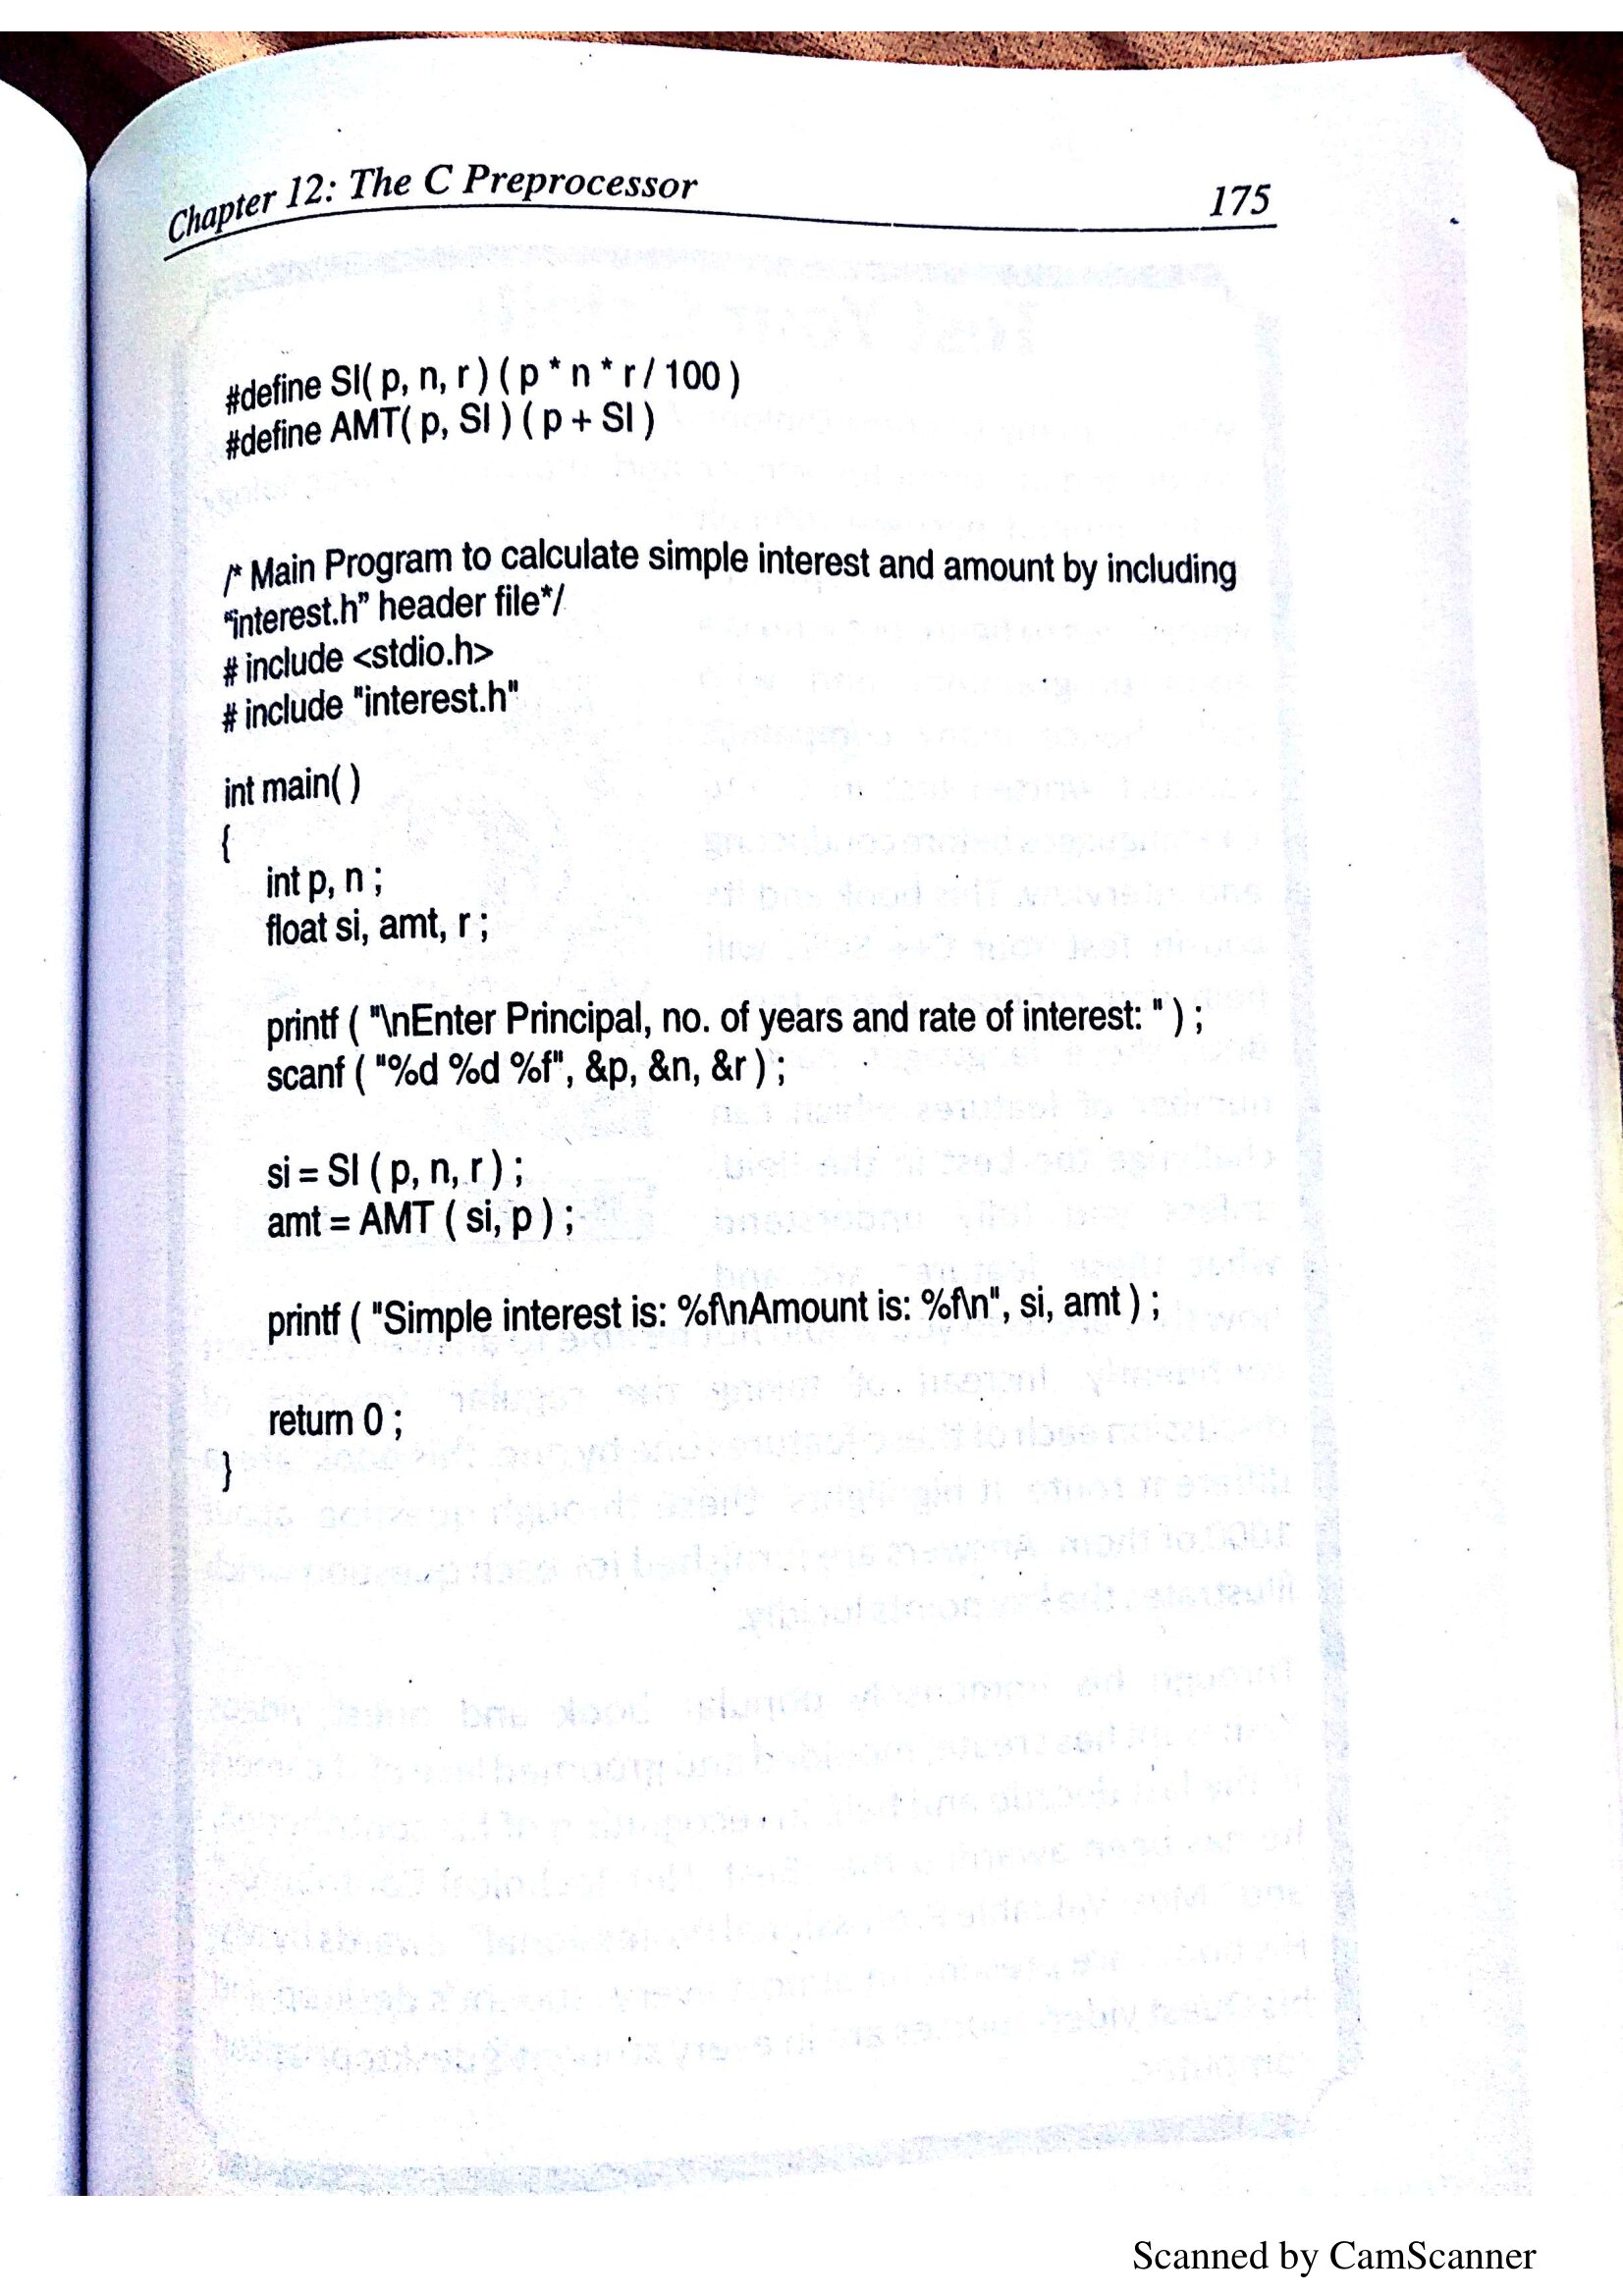 Chapter 12: The C Preprocessor 175
#define SI( p, n, r ) ( p * n * r / 100 )
#define AMT( p, SI ) ( p + SI )
/* Main Program to calculate simple interest and amount by including
"interest.h" header file*/
# include <stdio.h>
# include "interest.h"
int main( )
{
int p, n ;
float si, amt, r ;
printf ( "\nEnter Principal, no. of years and rate of interest: " ) ;
scanf ( "%d %d %f", &p, &n, &r ) ;
si = SI ( p, n, r ) ;
amt = AMT ( si, p ) ;
printf ( "Simple interest is: %f\nAmount is: %f\n", si, amt ) ;
return 0 ;
}
Scanned by CamScanner